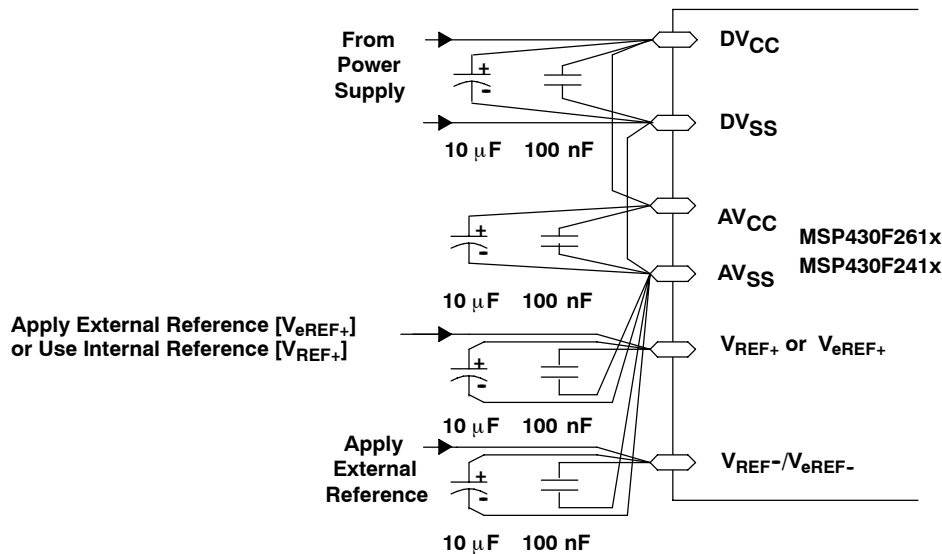 From
Power
Supply
DVCC
+
-
DVSS
10 μF 100 nF
AVCC
+
-
MSP430F261x
MSP430F241x
AVSS
10 μF 100 nF
Apply External Reference [VeREF+]
or Use Internal Reference [VREF+]
VREF+ or VeREF+
+
-
10 μF 100 nF
Apply
External
Reference
VREF-/VeREF-
+
-
10 μF 100 nF